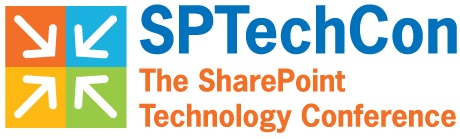 SPTechCon
The SharePoint
Technology Conference